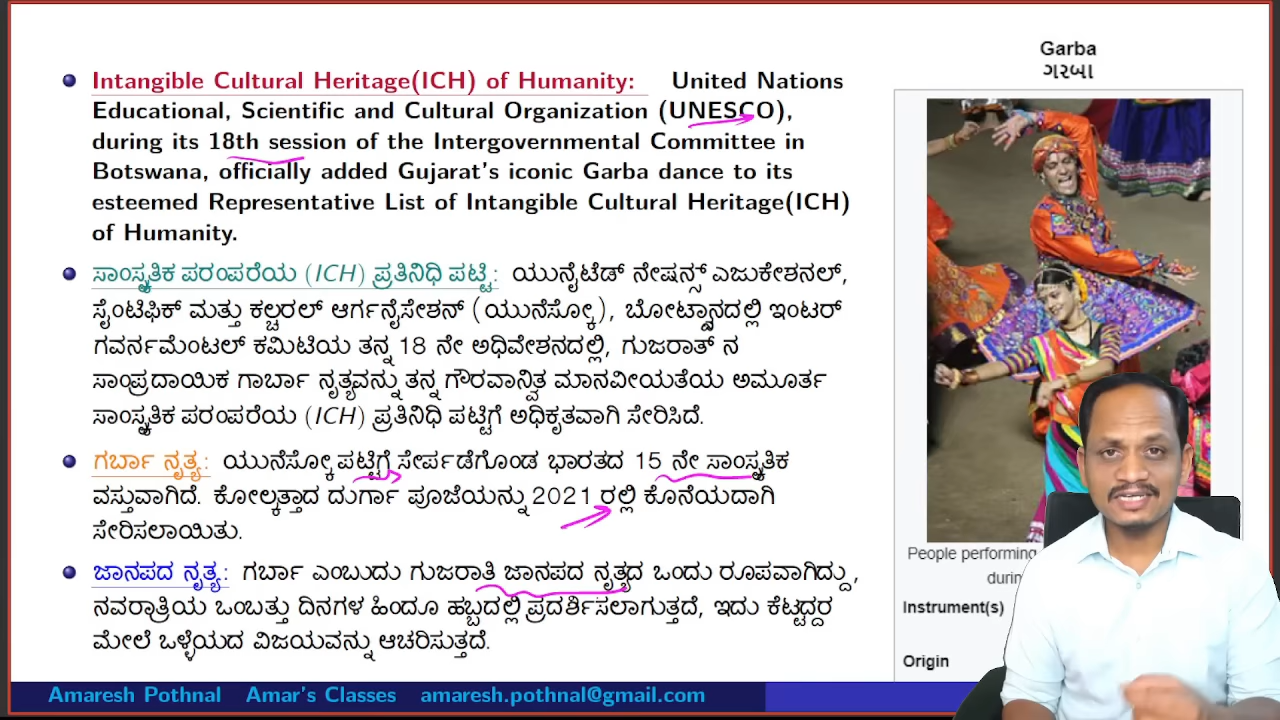 Intangible Cultural Heritage(ICH) of Humanity: United Nations
Educational, Scientific and Cultural Organization (UNESCO),
during its 18th session of the Intergovernmental Committee in
Botswana, officially added Gujarat's iconic Garba dance to its
esteemed Representative List of Intangible Cultural Heritage(ICH)
of Humanity.
ಸಾಂಸ್ಕೃತಿಕ ಪರಂಪರೆಯ (ICH) ಪ್ರತಿನಿಧಿ ಪಟ್ಟಿ: ಯುನೈಟೆಡ್ ನೇಷನ್ಸ್ ಎಜುಕೇಶನಲ್,
ಸೈಂಟಿಫಿಕ್ ಮತ್ತು ಕಲ್ಚರಲ್ ಆರ್ಗನೈಸೇಶನ್ (ಯುನೆಸ್ಕೋ), ಬೋಟ್ಸ್ವಾನದಲ್ಲಿ ಇಂಟರ್
ಗವರ್ನಮೆಂಟಲ್ ಕಮಿಟಿಯ ತನ್ನ 18 ನೇ ಅಧಿವೇಶನದಲ್ಲಿ, ಗುಜರಾತ್ ನ
ಸಾಂಪ್ರದಾಯಿಕ ಗಾರ್ಬಾ ನೃತ್ಯವನ್ನು ತನ್ನ ಗೌರವಾನ್ವಿತ ಮಾನವೀಯತೆಯ ಅಮೂರ್ತ
ಸಾಂಸ್ಕೃತಿಕ ಪರಂಪರೆಯ (ICH) ಪ್ರತಿನಿಧಿ ಪಟ್ಟಿಗೆ ಅಧಿಕೃತವಾಗಿ ಸೇರಿಸಿದೆ.
ಗರ್ಬಾ ನೃತ್ಯ: ಯುನೆಸ್ಕೋ ಪಟ್ಟಿಗೆ ಸೇರ್ಪಡೆಗೊಂಡ ಭಾರತದ 15 ನೇ ಸಾಂಸ್ಕೃತಿಕ
ವಸ್ತುವಾಗಿದೆ. ಕೋಲ್ಕತ್ತಾದ ದುರ್ಗಾ ಪೂಜೆಯನ್ನು 2021 ರಲ್ಲಿ ಕೊನೆಯದಾಗಿ
ಸೇರಿಸಲಾಯಿತು.
ಜಾನಪದ ನೃತ್ಯ: ಗರ್ಬಾ ಎಂಬುದು ಗುಜರಾತಿ ಜಾನಪದ ನೃತ್ಯದ ಒಂದು ರೂಪವಾಗಿದ್ದು,
ನವರಾತ್ರಿಯ ಒಂಬತ್ತು ದಿನಗಳ ಹಿಂದೂ ಹಬ್ಬದಲ್ಲಿ ಪ್ರದರ್ಶಿಸಲಾಗುತ್ತದೆ, ಇದು ಕೆಟ್ಟದ್ದರ
ಮೇಲೆ ಒಳ್ಳೆಯದ ವಿಜಯವನ್ನು ಆಚರಿಸುತ್ತದೆ.
Garba
ગરબા
People performing
during
Instrument(s)
Origin
Amaresh Pothnal Amar's Classes amaresh.pothnal@gmail.com